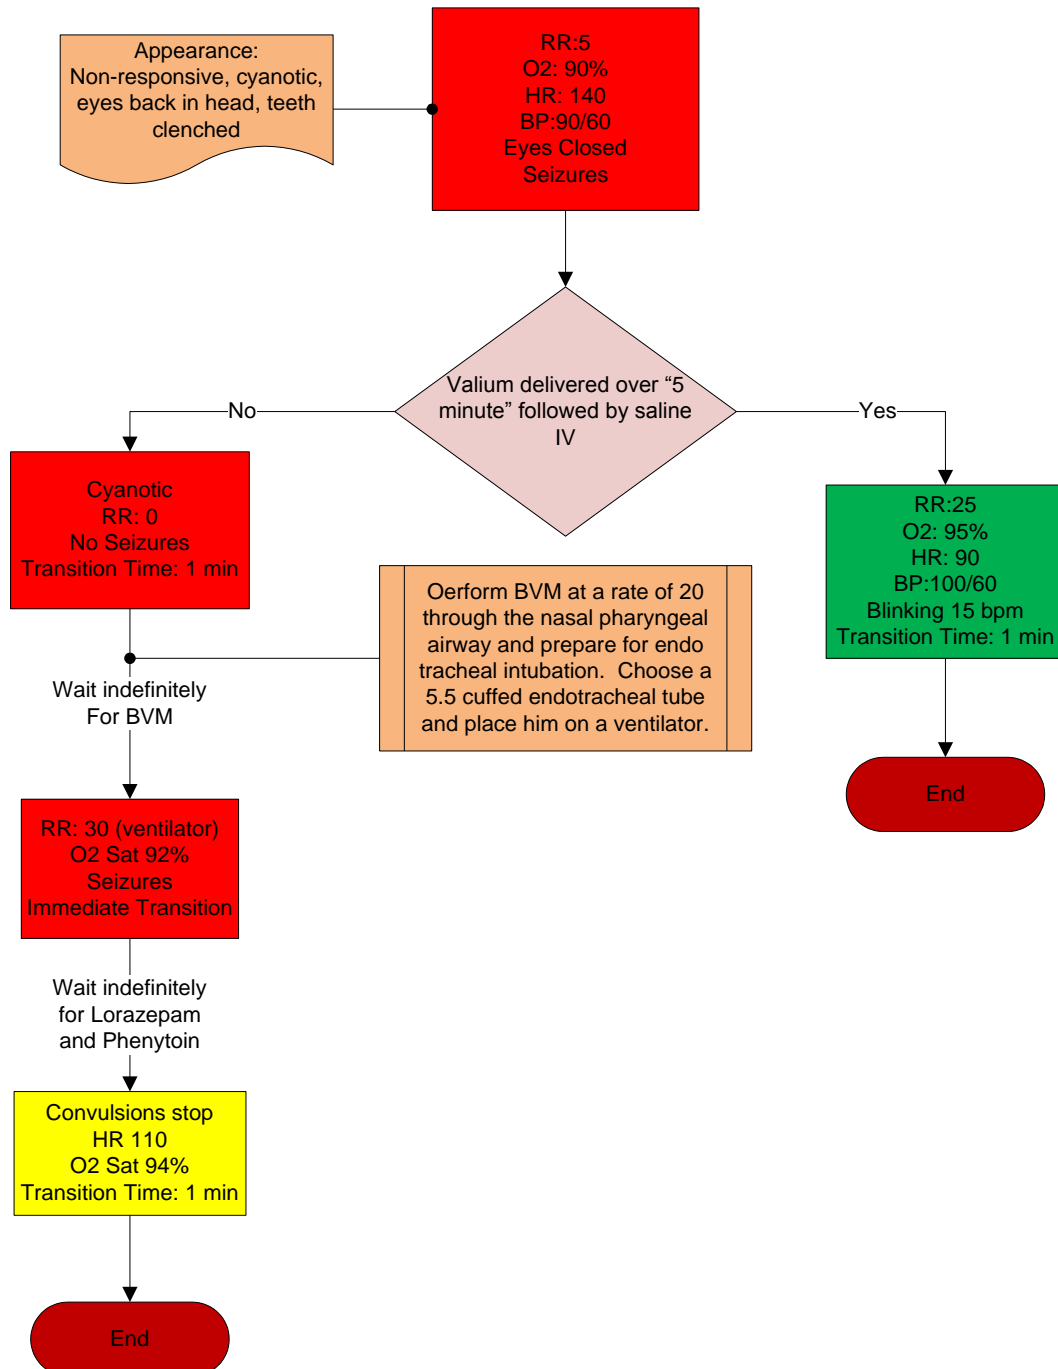 Appearance:
Non-responsive, cyanotic,
eyes back in head, teeth
clenched
RR:5
O2: 90%
HR: 140
BP:90/60
Eyes Closed
Seizures
Valium delivered over “5
minute” followed by saline
IV
No
Yes
Cyanotic
RR: 0
No Seizures
Transition Time: 1 min
RR:25
O2: 95%
HR: 90
BP:100/60
Blinking 15 bpm
Transition Time: 1 min
Oerform BVM at a rate of 20
through the nasal pharyngeal
airway and prepare for endo
tracheal intubation.  Choose a
5.5 cuffed endotracheal tube
and place him on a ventilator.
Wait indefinitely
For BVM
End
RR: 30 (ventilator)
O2 Sat 92%
Seizures
Immediate Transition
Wait indefinitely
for Lorazepam
and Phenytoin
Convulsions stop
HR 110
O2 Sat 94%
Transition Time: 1 min
End